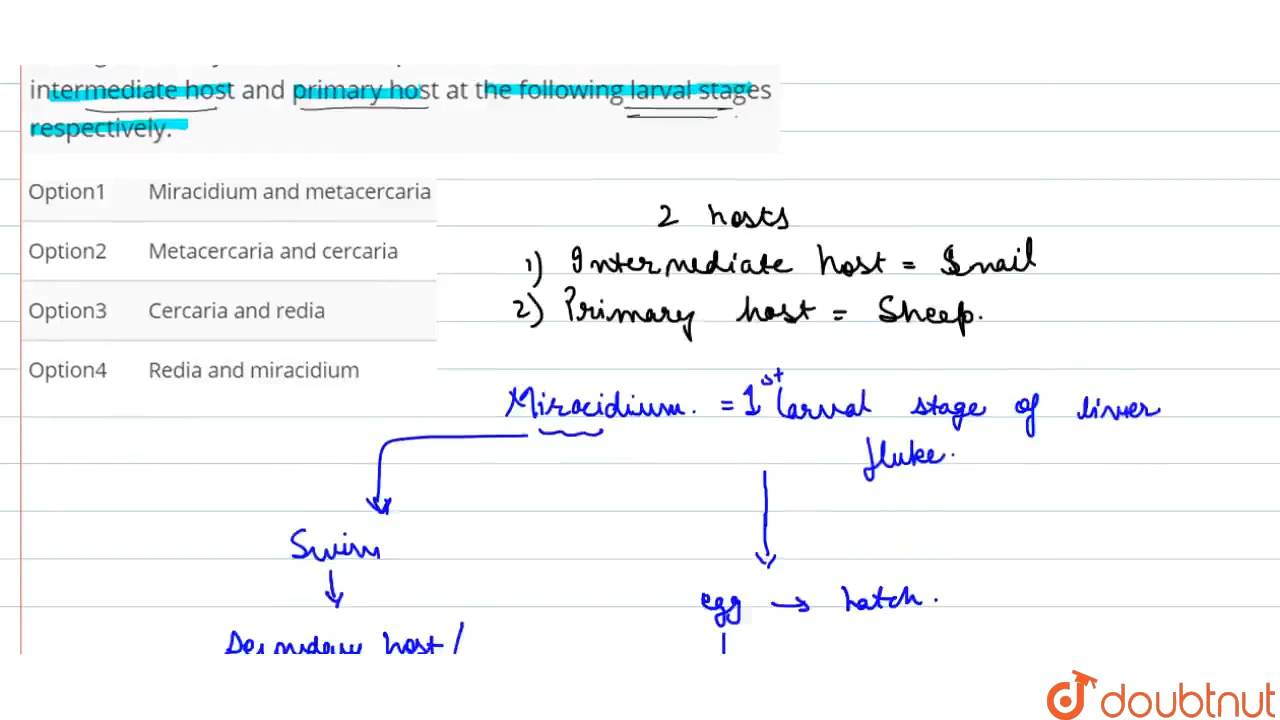 intermediate host and primary host at the following larval stages
respectively.
Option1 Miracidium and metacercaria
Option2 Metacercaria and cercaria
Option3 Cercaria and redia
Option4 Redia and miracidium
2 hosts
1) Intermediate host = Snail
2) Primary host = Sheep.
Miracidium. = 1st larval stage of liver
fluke.
Swim
egg → hatch.
host/
doubtnut